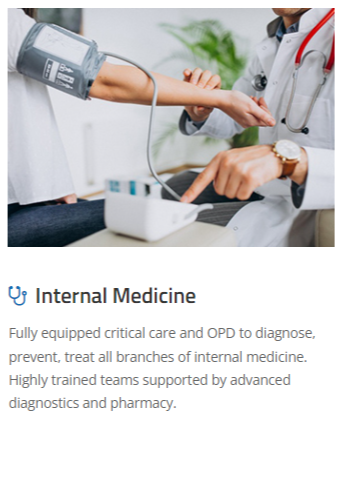 Internal Medicine
Fully equipped critical care and OPD to diagnose,
prevent, treat all branches of internal medicine.
Highly trained teams supported by advanced
diagnostics and pharmacy.